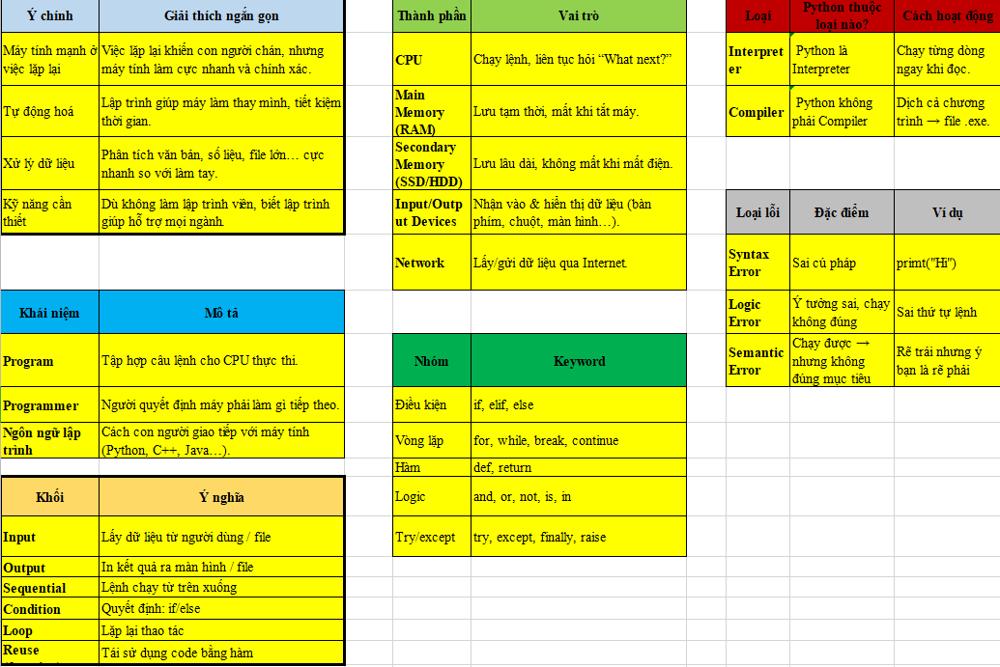 Ý chính
Giải thích ngắn gọn
Máy tính mạnh ở
việc lặp lại
Việc lặp lại khiến con người chán, nhưng
máy tính làm cực nhanh và chính xác.
Tự động hoá
Lập trình giúp máy làm thay mình, tiết kiệm
thời gian.
Xử lý dữ liệu
Phân tích văn bản, số liệu, file lớn… cực
nhanh so với làm tay.
Kỹ năng cần
thiết
Dù không làm lập trình viên, biết lập trình
giúp hỗ trợ mọi ngành.
Khái niệm
Mô tả
Program
Tập hợp câu lệnh cho CPU thực thi.
Programmer
Người quyết định máy phải làm gì tiếp theo.
Ngôn ngữ lập
trình
Cách con người giao tiếp với máy tính
(Python, C++, Java…).
Khối
Ý nghĩa
Input
Lấy dữ liệu từ người dùng / file
Output
In kết quả ra màn hình / file
Sequential
Lệnh chạy từ trên xuống
Condition
Quyết định: if/else
Loop
Lặp lại thao tác
Reuse
Tái sử dụng code bằng hàm
Thành phần
Vai trò
CPU
Chạy lệnh, liên tục hỏi “What next?”
Main
Memory
(RAM)
Lưu tạm thời, mất khi tắt máy.
Secondary
Memory
(SSD/HDD)
Lưu lâu dài, không mất khi mất điện.
Input/Outp
ut Devices
Nhận vào & hiển thị dữ liệu (bàn
phím, chuột, màn hình…).
Network
Lấy/gửi dữ liệu qua Internet.
Nhóm
Keyword
Điều kiện
if, elif, else
Vòng lặp
for, while, break, continue
Hàm
def, return
Logic
and, or, not, is, in
Try/except
try, except, finally, raise
Loại
Python thuộc
loại nào?
Cách hoạt động
Interpret
er
Python là
Interpreter
Chạy từng dòng
ngay khi đọc.
Compiler
Python không
phải Compiler
Dịch cả chương
trình → file .exe.
Loại lỗi
Đặc điểm
Ví dụ
Syntax
Error
Sai cú pháp
primt("Hi")
Logic
Error
Ý tưởng sai, chạy
không đúng
Sai thứ tự lệnh
Semantic
Error
Chạy được →
nhưng không
đúng mục tiêu
Rẽ trái nhưng ý
bạn là rẽ phải